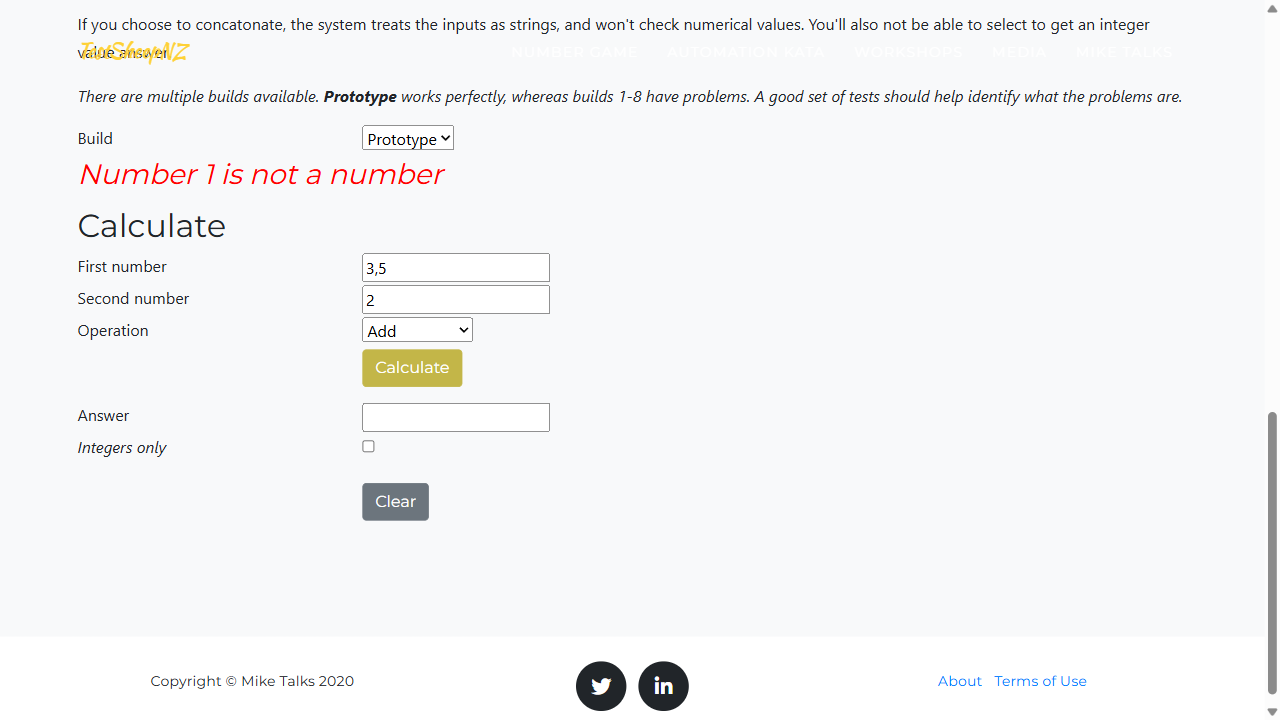 If you choose to concatonate, the system treats the inputs as strings, and won't check numerical values. You'll also not be able to select to get an integer
value answer.
TestSheepNZ NUMBER GAME AUTOMATION DATA WORKSHOPS MEDIA MIKE TALKS
There are multiple builds available. Prototype works perfectly, whereas builds 1-8 have problems. A good set of tests should help identify what the problems are.
Build Prototype
Number 1 is not a number
Calculate
First number 3,5
Second number 2
Operation Add
Calculate
Answer
Integers only
Clear
Copyright © Mike Talks 2020
About Terms of Use